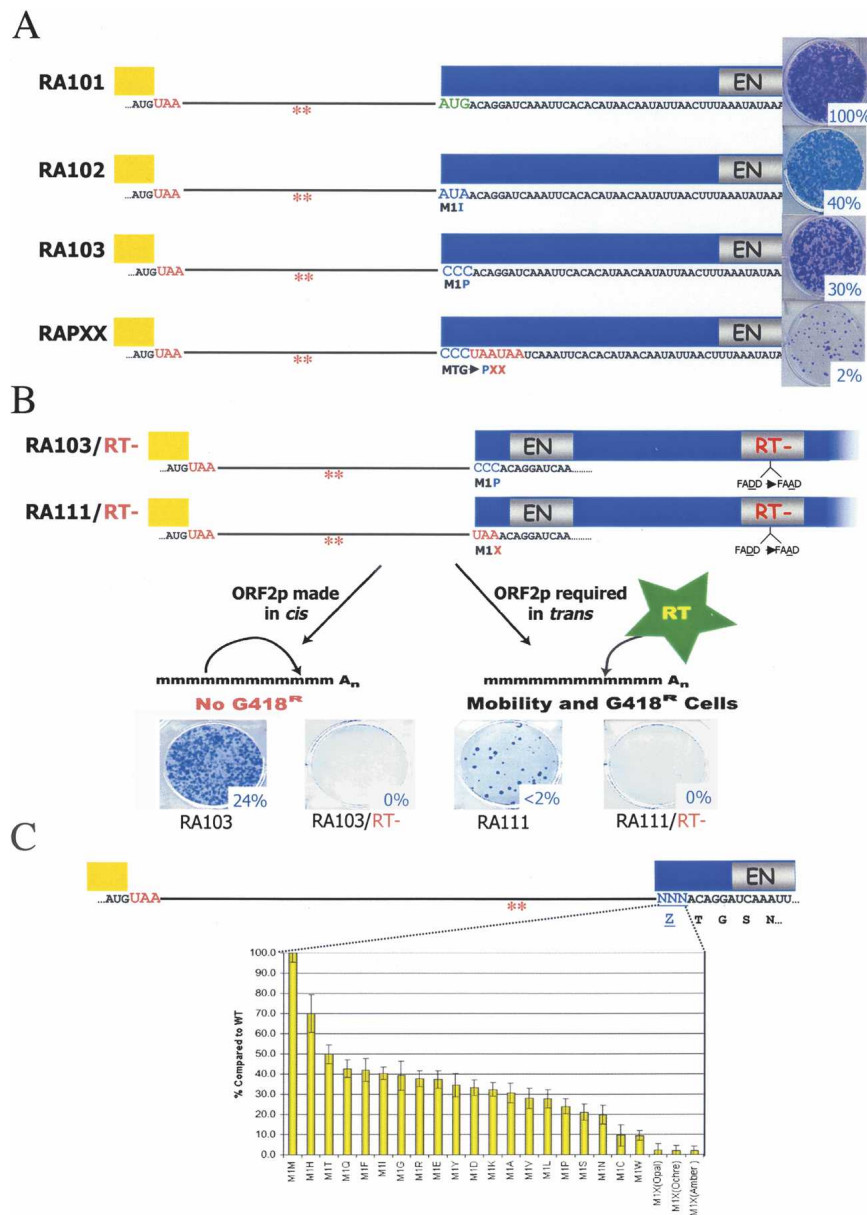 A
RA101
EN
...AUGUAA
**
AUGACAGGAUCAAAUUCACACAUAACAAUAUUAACUUUAAAUAUAAA
100%
RA102
EN
...AUGUAA
**
AUAACAGGAUCAAAUUCACACAUAACAAUAUUAACUUUAAAUAUAAA
M1I
40%
RA103
EN
...AUGUAA
**
CCCACAGGAUCAAAUUCACACAUAACAAUAUUAACUUUAAAUAUAA
M1P
30%
RAPXX
EN
...AUGUAA
**
CCCUAAUAAUCAAAUUCACACAUAACAAUAUUAACUUUAAAUAUA
MTG►PXX
2%
B
RA103/RT-
EN
RT-
...AUGUAA
**
CCCACAGGAUCAA.........
M1P
FADD►FAAD
RA111/RT-
EN
RT-
...AUGUAA
**
UAAACAGGAUCAA.........
M1X
FADD►FAAD
ORF2p made
in cis
ORF2p required
in trans
RT
mmmmmmmmmmmmm An
mmmmmmmmmmmmm An
No G418R
Mobility and G418R Cells
24%
0%
<2%
0%
RA103
RA103/RT-
RA111
RA111/RT-
C
EN
...AUGUAA
**
NNNACAGGAUCAAAUU...
Z T G S N...
% Compared to WT
100.0
90.0
80.0
70.0
60.0
50.0
40.0
30.0
20.0
10.0
0.0
M1M
M1H
M1T
M1Q
M1F
M1I
M1G
M1R
M1E
M1Y
M1D
M1K
M1A
M1V
M1L
M1P
M1S
M1N
M1C
M1W
M1X(Opal)
M1X(Ochre)
M1X(Amber )